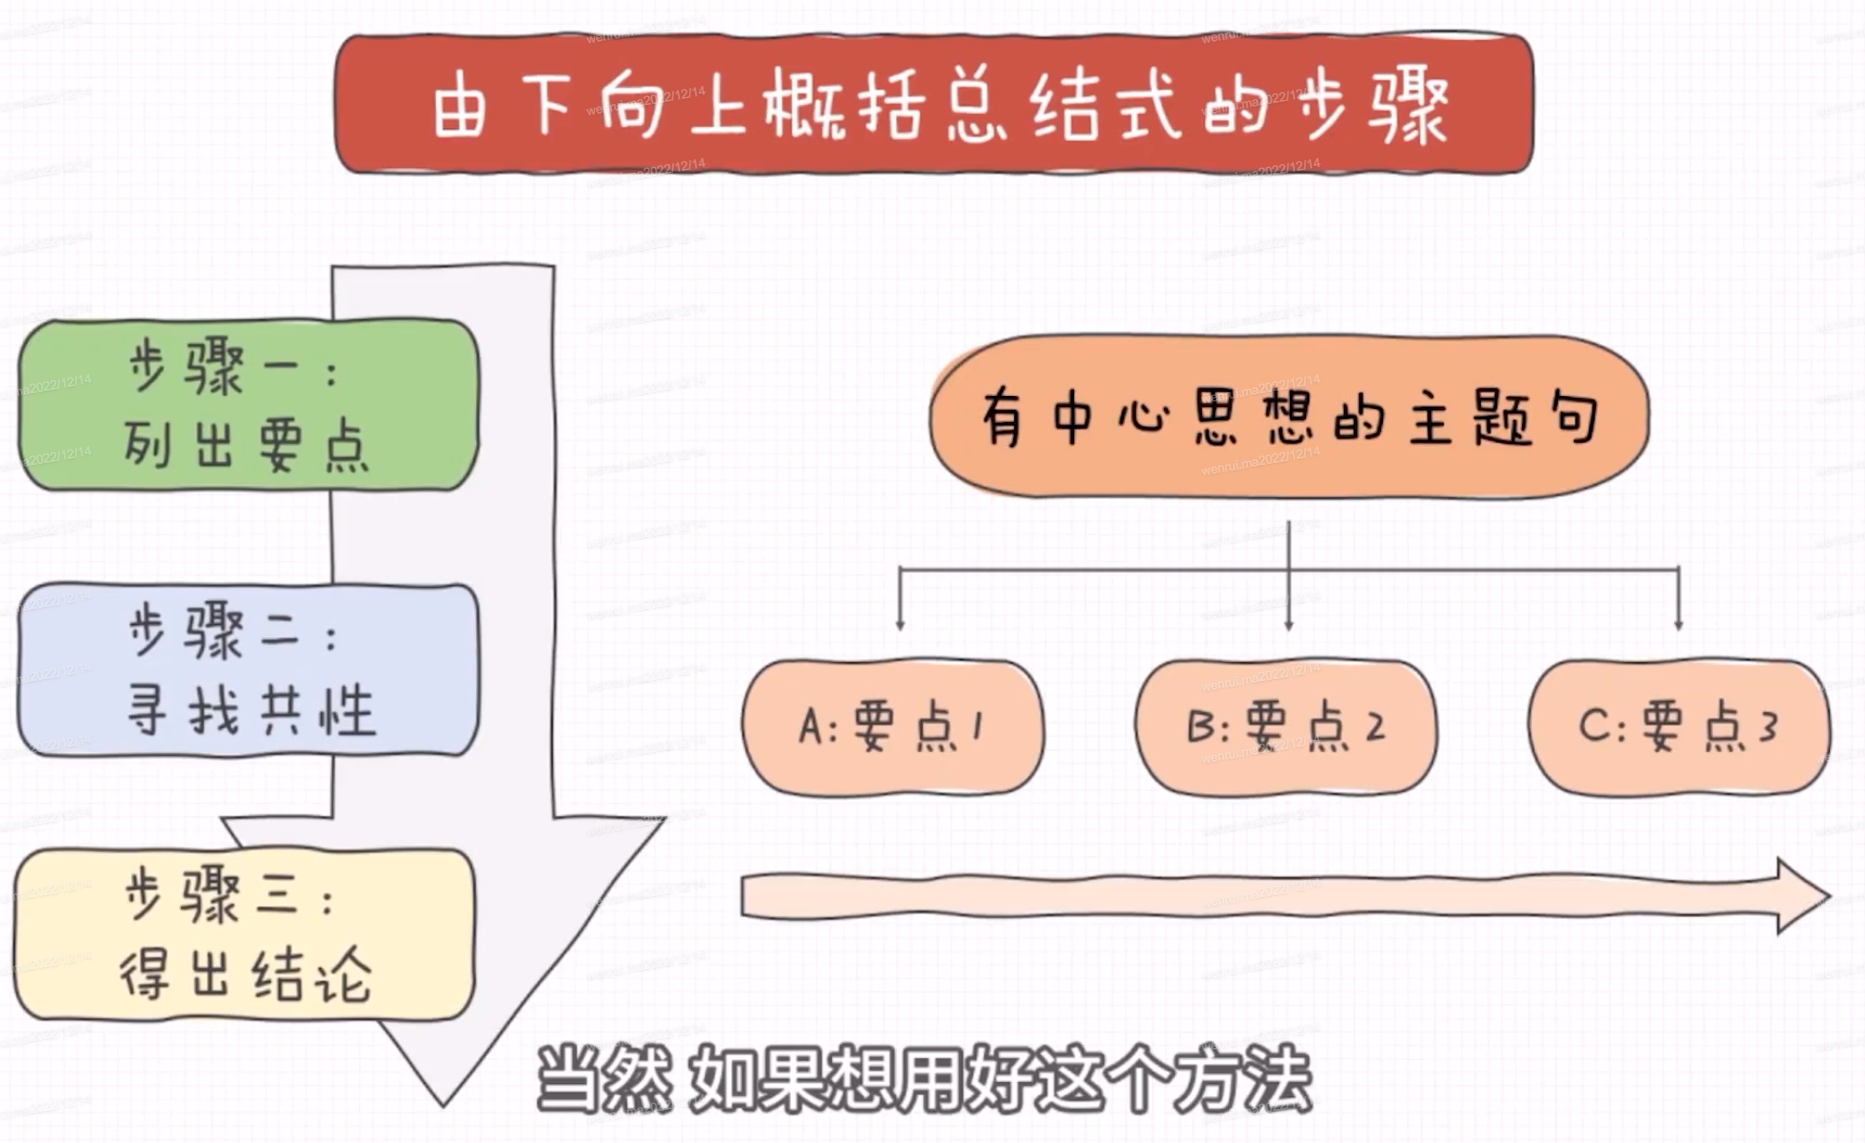 由下向上概括总结式的步骤
步骤一：
列出要点
步骤二：
寻找共性
步骤三：
得出结论
有中心思想的主题句
A:要点1
B:要点2
C:要点3
当然 如果想用好这个方法
wenrui.ma2022/12/14